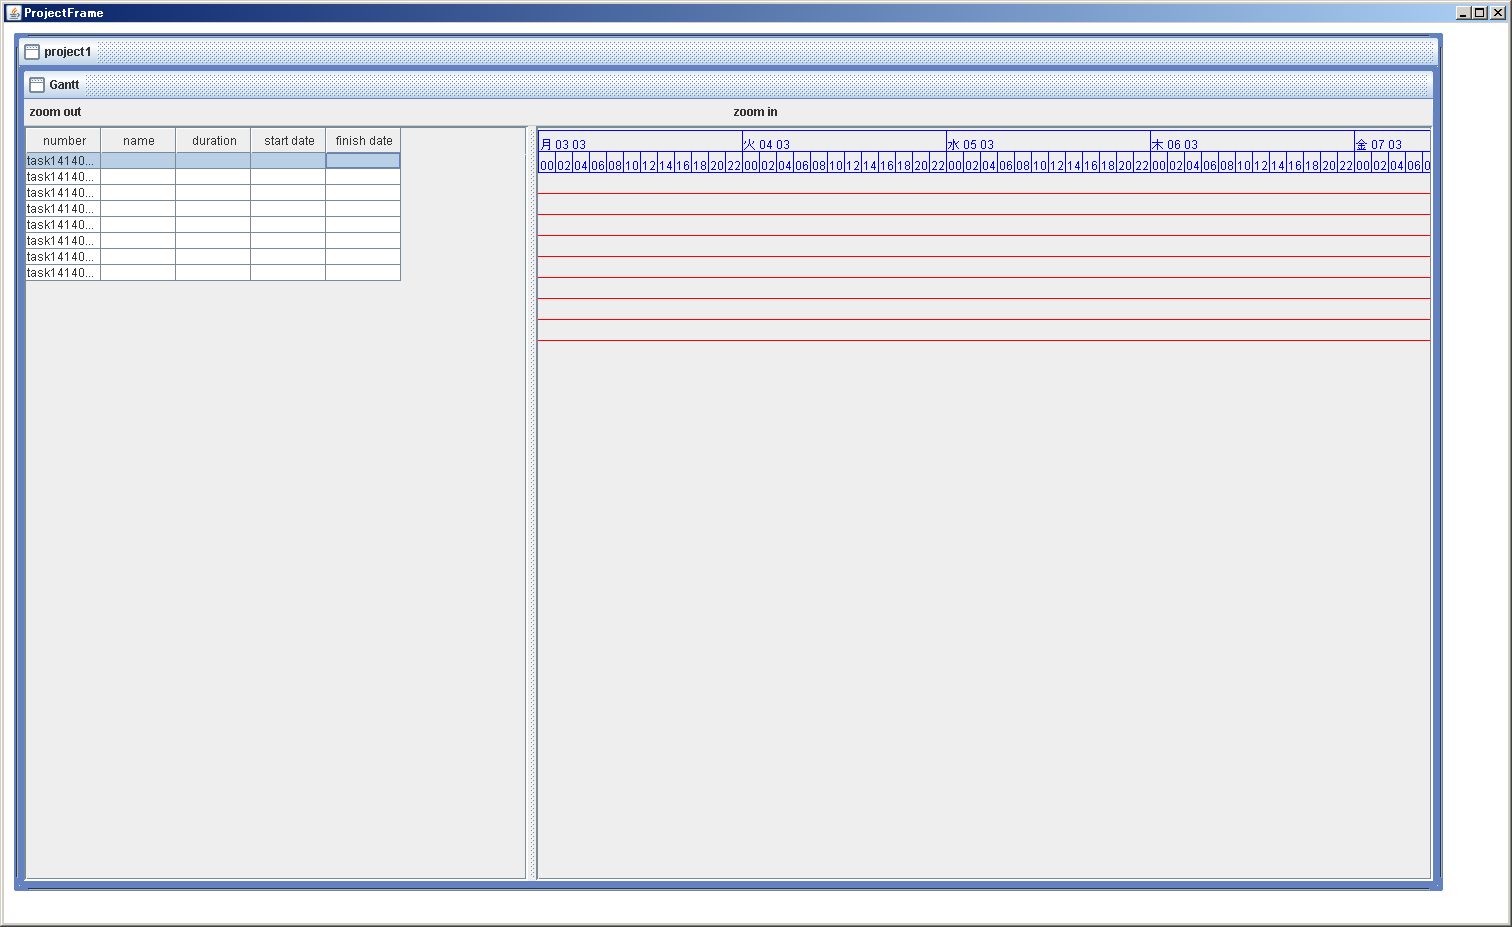 ProjectFrame
project1
Gantt
zoom out zoom in
number name duration start date finish date
task14140...
task14140...
task14140...
task14140...
task14140...
task14140...
task14140...
task14140...
月 03 03 火 04 03 水 05 03 木 06 03 金 07 03
00 02 04 06 08 10 12 14 16 18 20 22 00 02 04 06 08 10 12 14 16 18 20 22 00 02 04 06 08 10 12 14 16 18 20 22 00 02 04 06 08 10 12 14 16 18 20 22 00 02 04 06 0